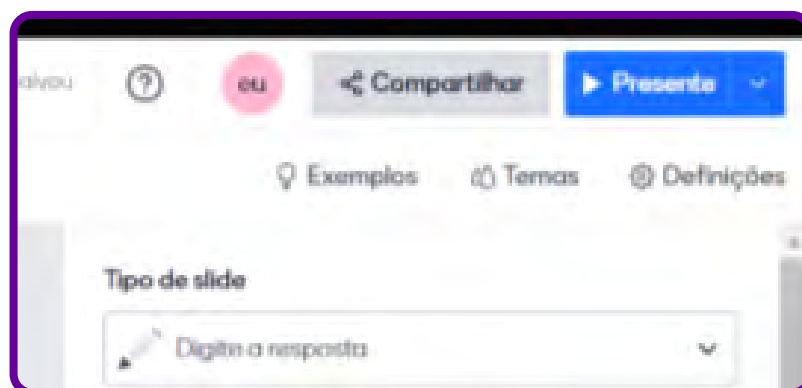 eu Compartilhar Presente
Exemplos Temas Definições
Tipo de slide
Digite a resposta